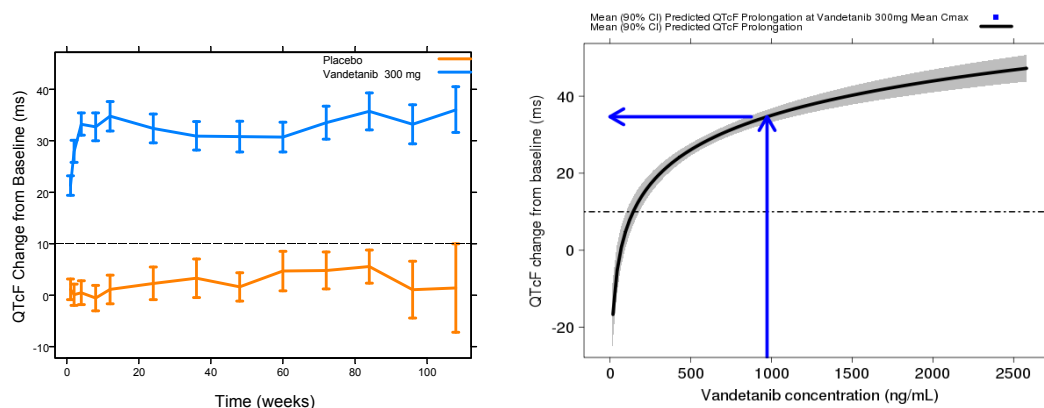 Placebo
Vandetanib 300 mg
QTcF Change from Baseline (ms)
40
30
20
10
0
-10
0
20
40
60
80
100
Time (weeks)
Mean (90% CI) Predicted QTcF Prolongation at Vandetanib 300mg Mean Cmax
Mean (90% CI) Predicted QTcF Prolongation
QTcF Change from baseline (ms)
40
20
0
-20
0
500
1000
1500
2000
2500
Vandetanib concentration (ng/mL)